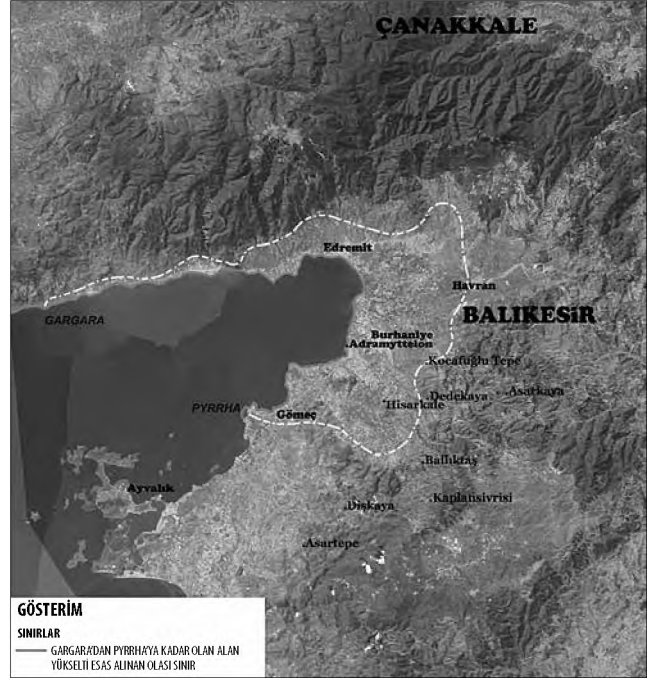 ÇANAKKALE
Edremit
Havran
GARGARA
BALIKESİR
Burhaniye
Adramytteion
Kocafuğlu Tepe
Dedekaya
Asarkaya
Hisarkale
PYRRHA
Gömeç
Ballıktaş
Ayvalık
Kaplansivrisi
Dişkaya
Asartepe
GÖSTERİM
SINIRLAR
GARGARA'DAN PYRRHA'YA KADAR OLAN ALAN
YÜKSELTİ ESAS ALINAN OLASI SINIR